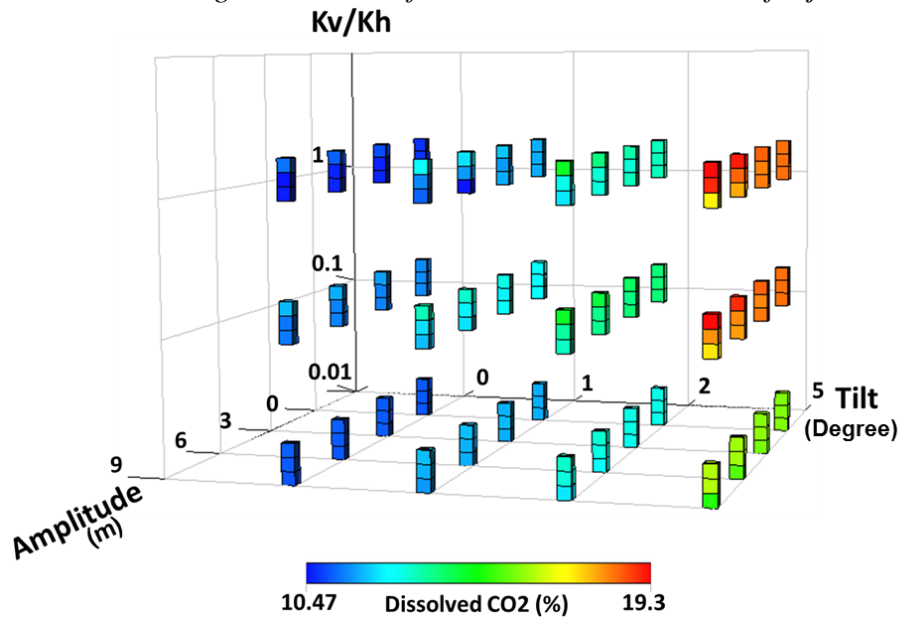 Kv/Kh
1
0.1
0.01
0
1
2
5
Tilt
(Degree)
0
3
6
9
Amplitude
(m)
10.47
Dissolved CO2 (%)
19.3